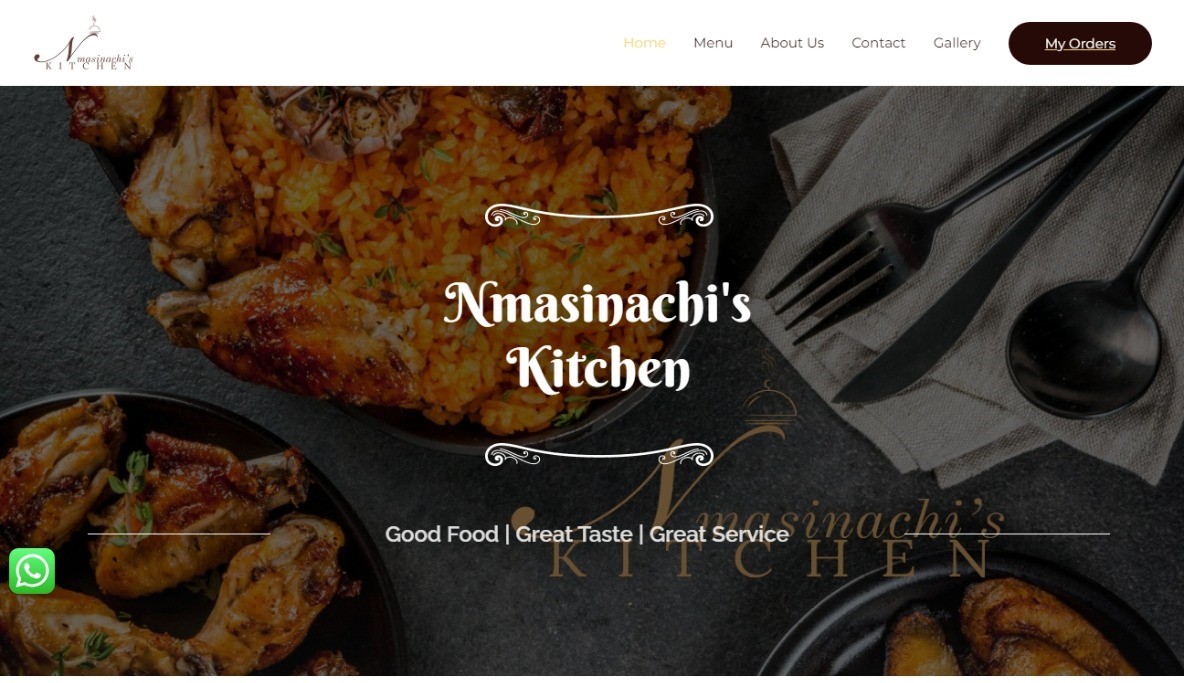 Nmasinachi's
KITCHEN
Home
Menu
About Us
Contact
Gallery
My Orders
Nmasinachi's
Kitchen
Good Food | Great Taste | Great Service
Nmasinachi's
KITCHEN